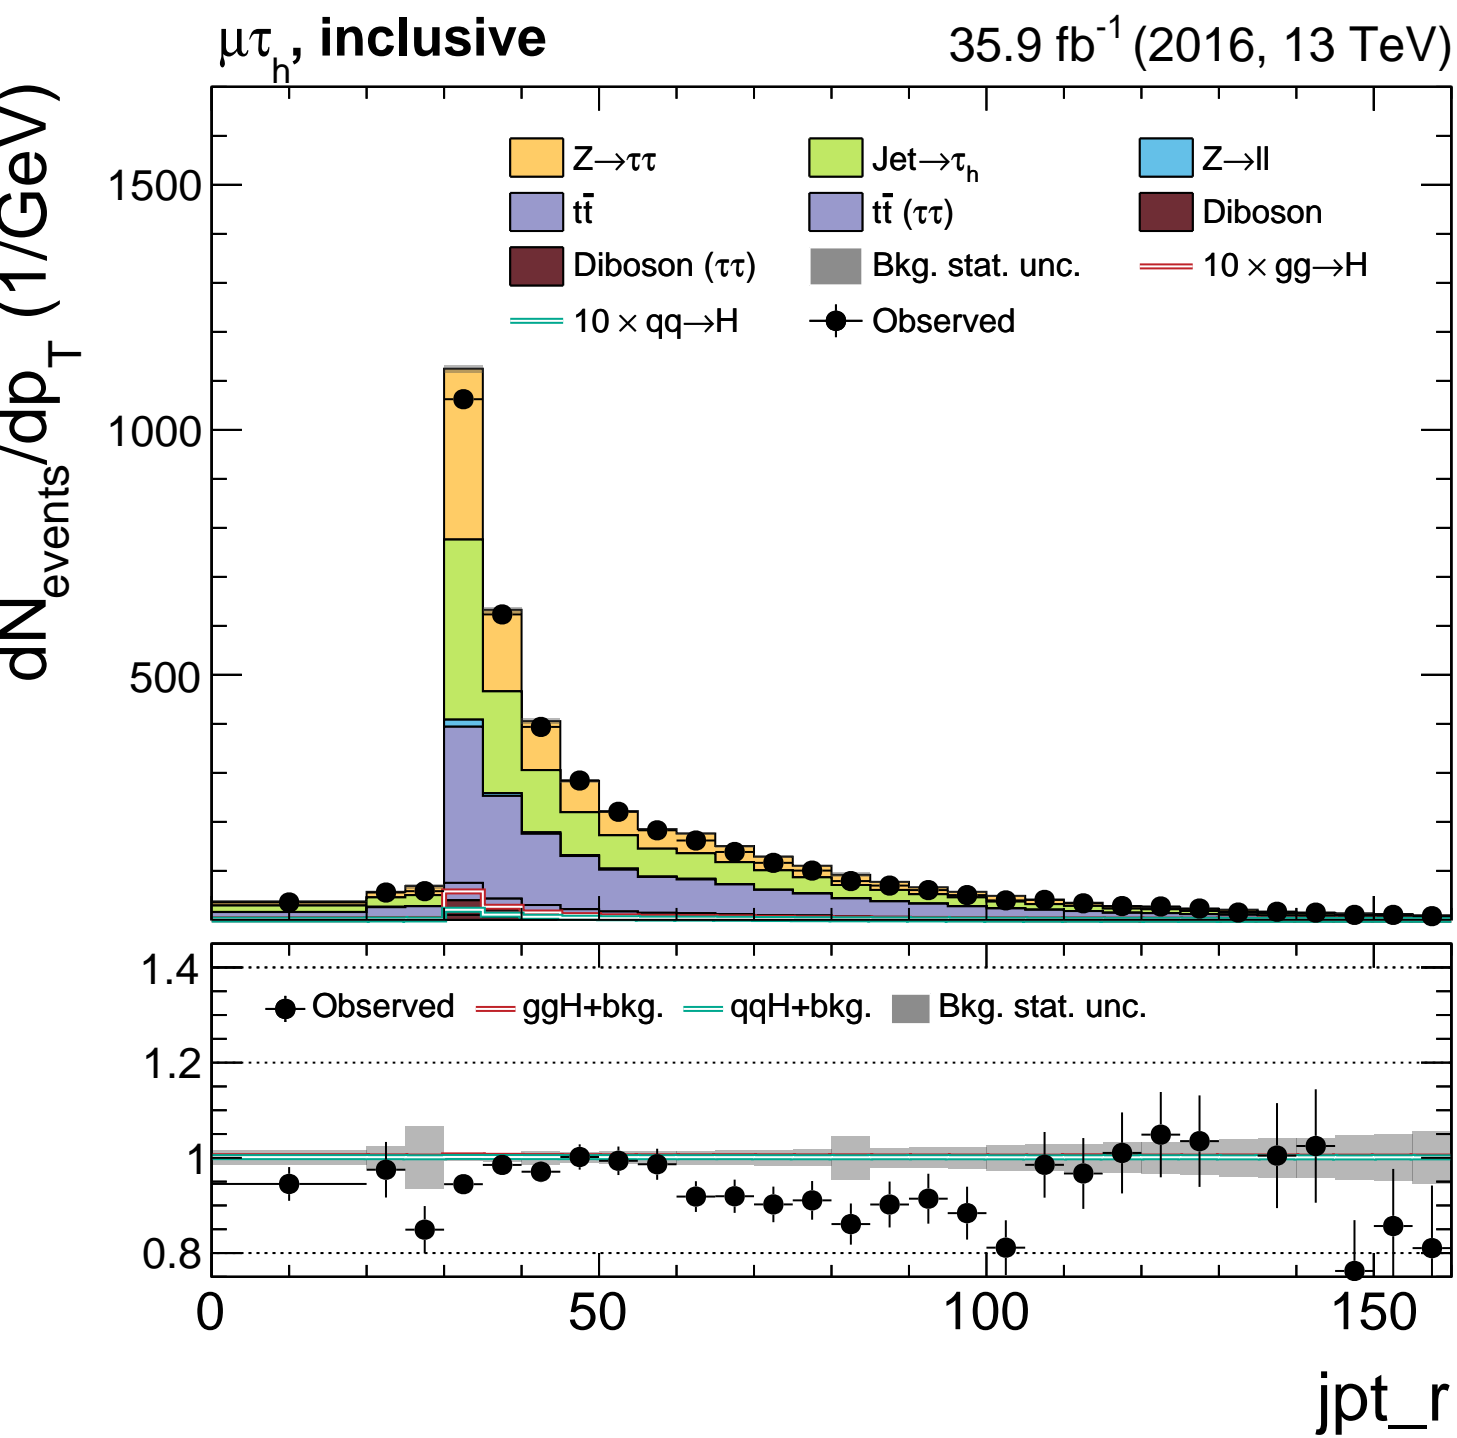 μτh, inclusive
35.9 fb-1 (2016, 13 TeV)
dNevents/dpT (1/GeV)
Z→ττ Jet→τh Z→ll
tt̄ tt̄ (ττ) Diboson
Diboson (ττ) Bkg. stat. unc. 10 × gg→H
10 × qq→H Observed
1500
1000
500
1.4
Observed ggH+bkg. qqH+bkg. Bkg. stat. unc.
1.2
1
0.8
0 50 100 150
jpt_r